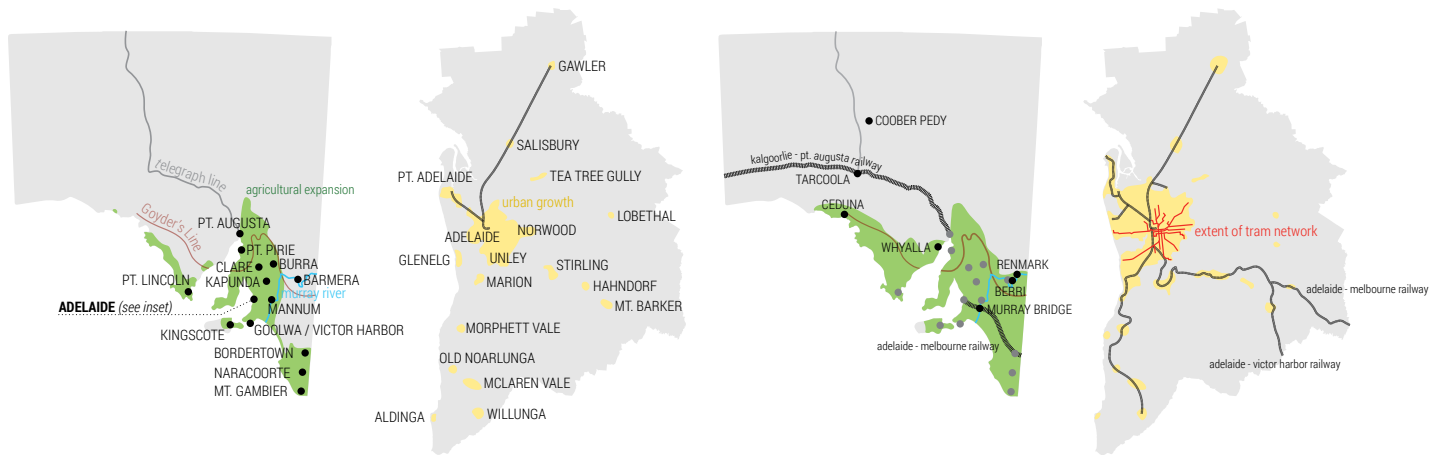 telegraph line
agricultural expansion
Goyder's Line
PT. AUGUSTA
PT. PIRIE
CLARE
BURRA
PT. LINCOLN
KAPUNDA
BARMERA
murray river
ADELAIDE (see inset)
MANNUM
KINGSCOTE
GOOLWA / VICTOR HARBOR
BORDERTOWN
NARACOORTE
MT. GAMBIER
GAWLER
SALISBURY
PT. ADELAIDE
TEA TREE GULLY
urban growth
LOBETHAL
ADELAIDE
NORWOOD
GLENELG
UNLEY
STIRLING
MARION
HAHNDORF
MT. BARKER
MORPHETT VALE
OLD NOARLUNGA
MCLAREN VALE
ALDINGA
WILLUNGA
COOBER PEDY
kalgoorlie - pt. augusta railway
TARCOOLA
CEDUNA
WHYALLA
RENMARK
BERRI
MURRAY BRIDGE
adelaide - melbourne railway
extent of tram network
adelaide - melbourne railway
adelaide - victor harbor railway